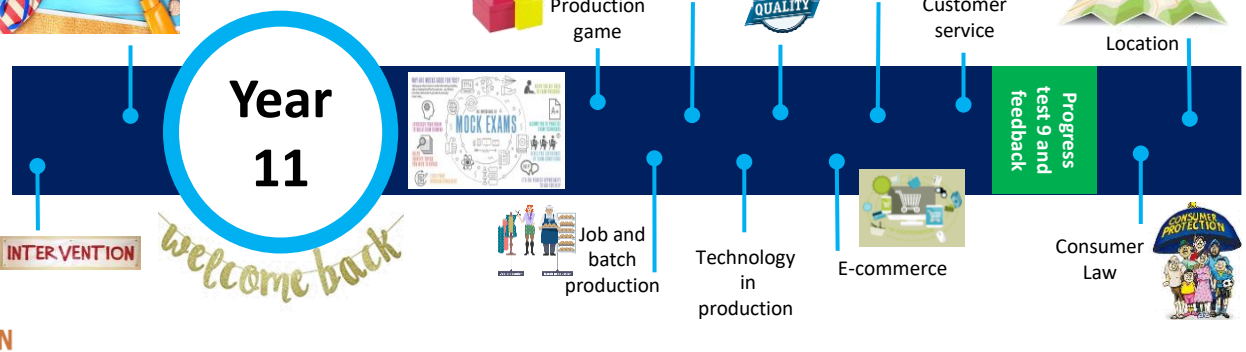 Production
game
QUALITY
Customer
service
Location
Year
11
MOCK EXAMS
Progress
test 9 and
feedback
INTERVENTION
welcome back
Job and
batch
production
Technology
in
production
E-commerce
Consumer
Law
CONSUMER
PROTECTION
N